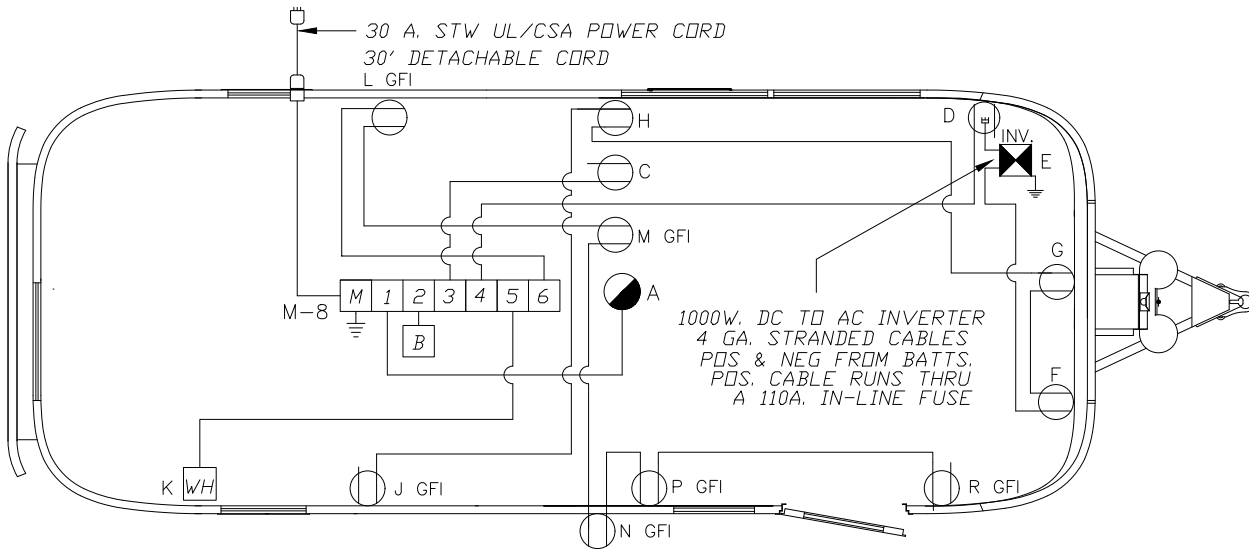 30 A. STW UL/CSA POWER CORD
30' DETACHABLE CORD
L GFI
H
D
INV.
E
C
M GFI
G
M 1 2 3 4 5 6
M-8
A
B
1000W. DC TO AC INVERTER
4 GA. STRANDED CABLES
POS & NEG FROM BATTS.
POS. CABLE RUNS THRU
A 110A. IN-LINE FUSE
F
K WH
J GFI
P GFI
R GFI
N GFI